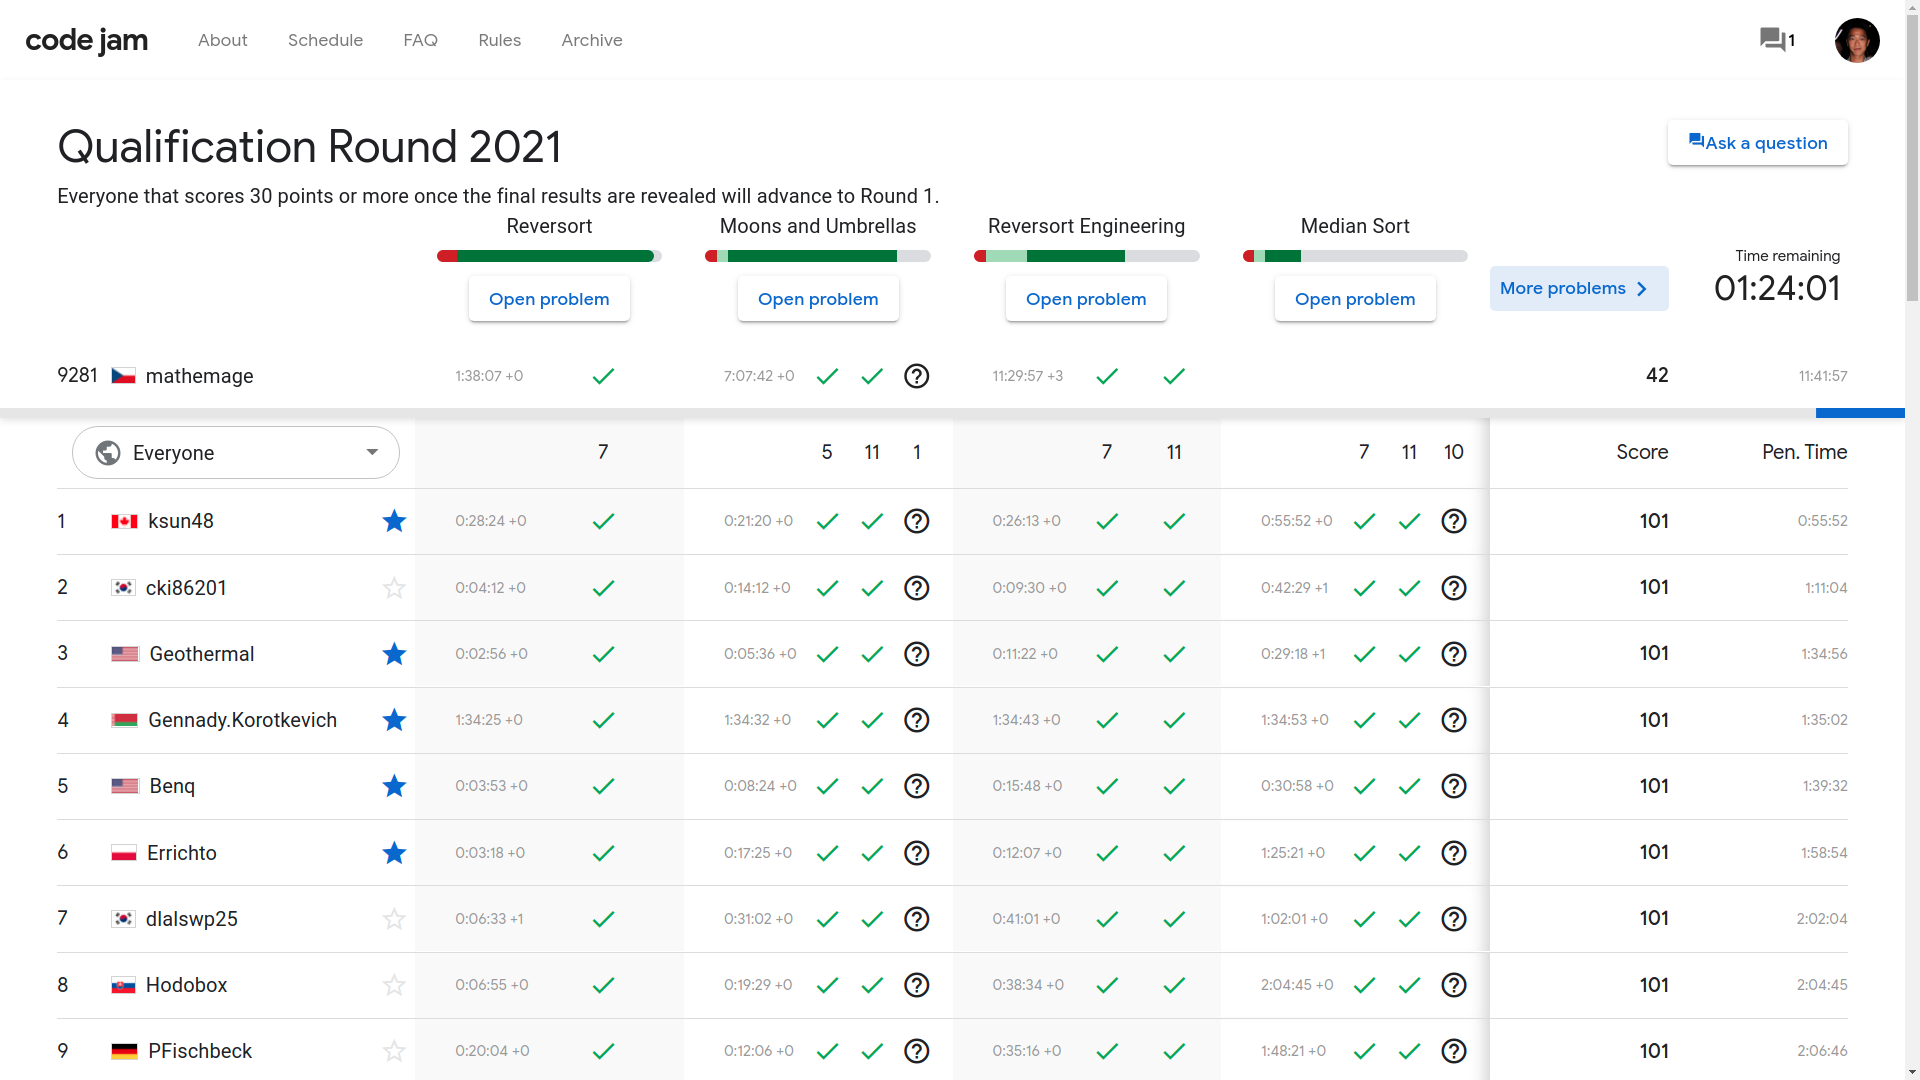 code jam About Schedule FAQ Rules Archive 1
Qualification Round 2021
Ask a question
Everyone that scores 30 points or more once the final results are revealed will advance to Round 1.
Reversort Moons and Umbrellas Reversort Engineering Median Sort
Time remaining
Open problem Open problem Open problem Open problem More problems 01:24:01
9281 mathemage 1:38:07 +0 7:07:42 +0 11:29:57 +3 42 11:41:57
Everyone 7 5 11 1 7 11 7 11 10 Score Pen. Time
1 ksun48 0:28:24 +0 0:21:20 +0 0:26:13 +0 0:55:52 +0 101 0:55:52
2 cki86201 0:04:12 +0 0:14:12 +0 0:09:30 +0 0:42:29 +1 101 1:11:04
3 Geothermal 0:02:56 +0 0:05:36 +0 0:11:22 +0 0:29:18 +1 101 1:34:56
4 Gennady.Korotkevich 1:34:25 +0 1:34:32 +0 1:34:43 +0 1:34:53 +0 101 1:35:02
5 Benq 0:03:53 +0 0:08:24 +0 0:15:48 +0 0:30:58 +0 101 1:39:32
6 Errichto 0:03:18 +0 0:17:25 +0 0:12:07 +0 1:25:21 +0 101 1:58:54
7 dlalswp25 0:06:33 +1 0:31:02 +0 0:41:01 +0 1:02:01 +0 101 2:02:04
8 Hodobox 0:06:55 +0 0:19:29 +0 0:38:34 +0 2:04:45 +0 101 2:04:45
9 PFischbeck 0:20:04 +0 0:12:06 +0 0:35:16 +0 1:48:21 +0 101 2:06:46